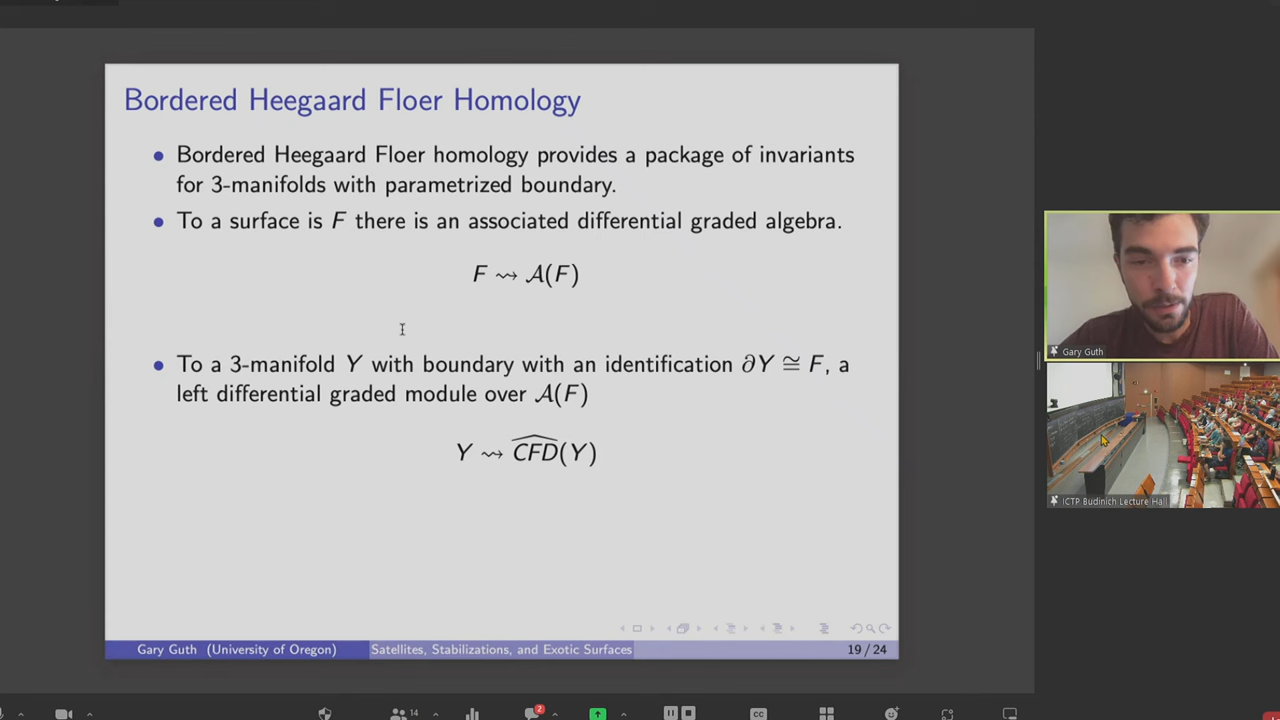 Bordered Heegaard Floer Homology
• Bordered Heegaard Floer homology provides a package of invariants
for 3-manifolds with parametrized boundary.
• To a surface is F there is an associated differential graded algebra.
F ⇝ 𝒜(F)
• To a 3-manifold Y with boundary with an identification ∂Y ≅ F, a
left differential graded module over 𝒜(F)
Y ⇝ \widehat{CFD}(Y)
Gary Guth (University of Oregon)
Satellites, Stabilizations, and Exotic Surfaces
19 / 24
Gary Guth
ICTP Budinich Lecture Hall
14
2
CC